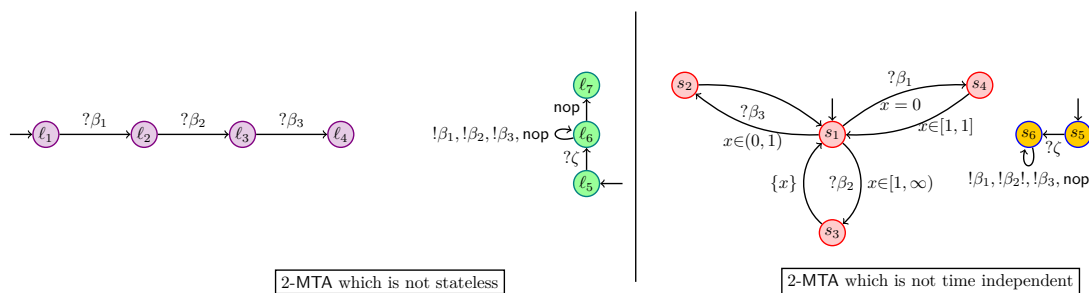 ℓ7
nop
ℓ1 ?β1 ℓ2 ?β2 ℓ3 ?β3 ℓ4
!β1, !β2, !β3, nop ℓ6
?ζ
ℓ5
2-MTA which is not stateless
s2 ?β1 s4
?β3 x = 0
s1 s6 ?ζ s5
x∈(0, 1) x∈[1, 1]
{x} ?β2 x∈[1, ∞) !β1, !β2!, !β3, nop
s3
2-MTA which is not time independent